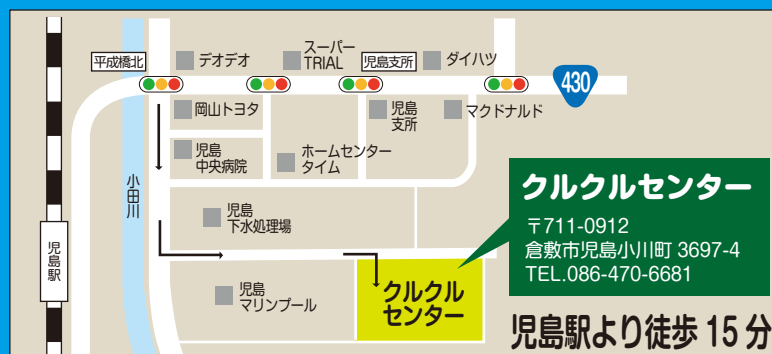 平成橋北
デオデオ
スーパー
TRIAL
児島支所
ダイハツ
430
岡山トヨタ
児島
支所
マクドナルド
児島
中央病院
ホームセンター
タイム
小田川
児島
下水処理場
児島駅
児島
マリンプール
クルクル
センター
クルクルセンター
〒711-0912
倉敷市児島小川町 3697-4
TEL.086-470-6681
児島駅より徒歩 15 分